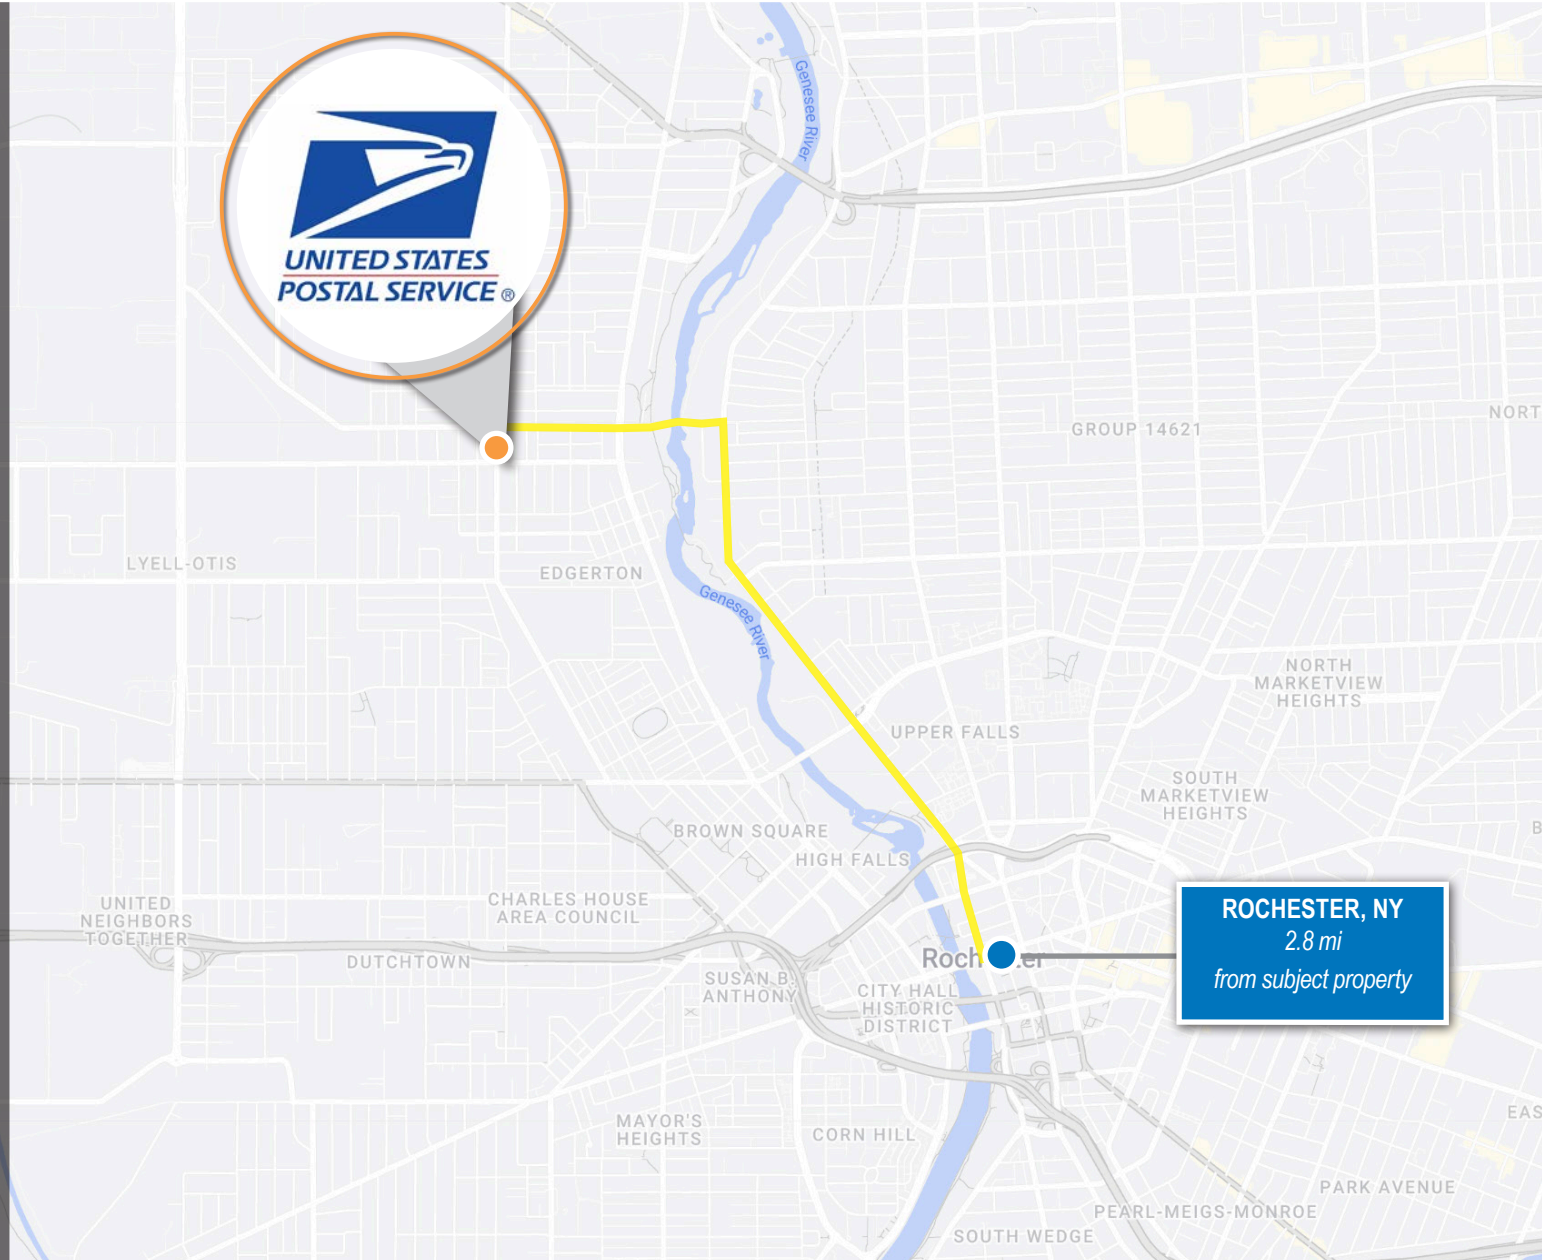 Genesee River
UNITED STATES
POSTAL SERVICE ®
NORT
GROUP 14621
LYELL-OTIS
EDGERTON
Genesee River
NORTH
MARKETVIEW
HEIGHTS
UPPER FALLS
SOUTH
MARKETVIEW
HEIGHTS
BROWN SQUARE
B
HIGH FALLS
CHARLES HOUSE
AREA COUNCIL
UNITED
NEIGHBORS
TOGETHER
ROCHESTER, NY
2.8 mi
from subject property
DUTCHTOWN
Roch er
SUSAN B.
ANTHONY
CITY HALL
HISTORIC
DISTRICT
MAYOR'S
HEIGHTS
CORN HILL
EAS
PARK AVENUE
PEARL-MEIGS-MONROE
SOUTH WEDGE